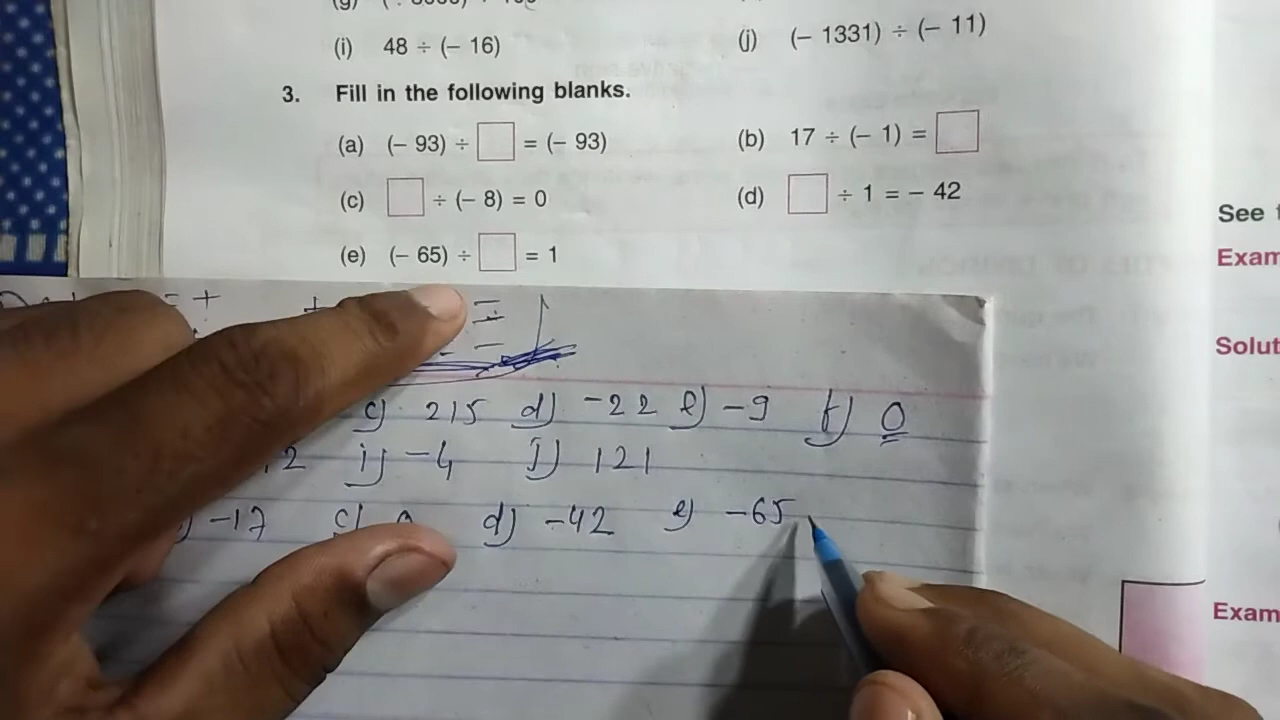 (i) 48 ÷ (– 16) (j) (– 1331) ÷ (– 11)
3. Fill in the following blanks.
(a) (– 93) ÷ □ = (– 93) (b) 17 ÷ (– 1) = □
(c) □ ÷ (– 8) = 0 (d) □ ÷ 1 = – 42
(e) (– 65) ÷ □ = 1
See
Exam
Solut
Exam
c) 215 d) -22 e) -9 f) 0
i) -4 j) 121
-17 c) 0 d) -42 e) -65